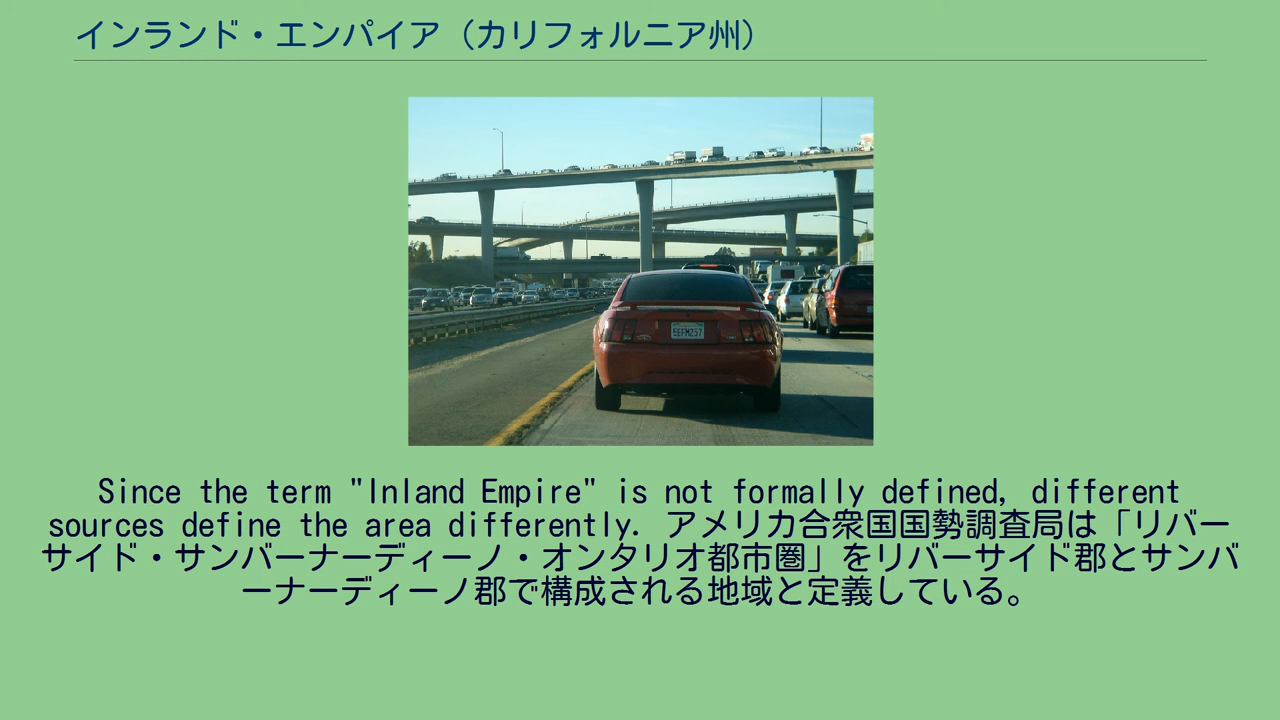 インランド・エンパイア（カリフォルニア州）
5EFM257
Since the term "Inland Empire" is not formally defined, different
sources define the area differently. アメリカ合衆国国勢調査局は「リバー
サイド・サンバーナーディーノ・オンタリオ都市圏」をリバーサイド郡とサンバ
ーナーディーノ郡で構成される地域と定義している。